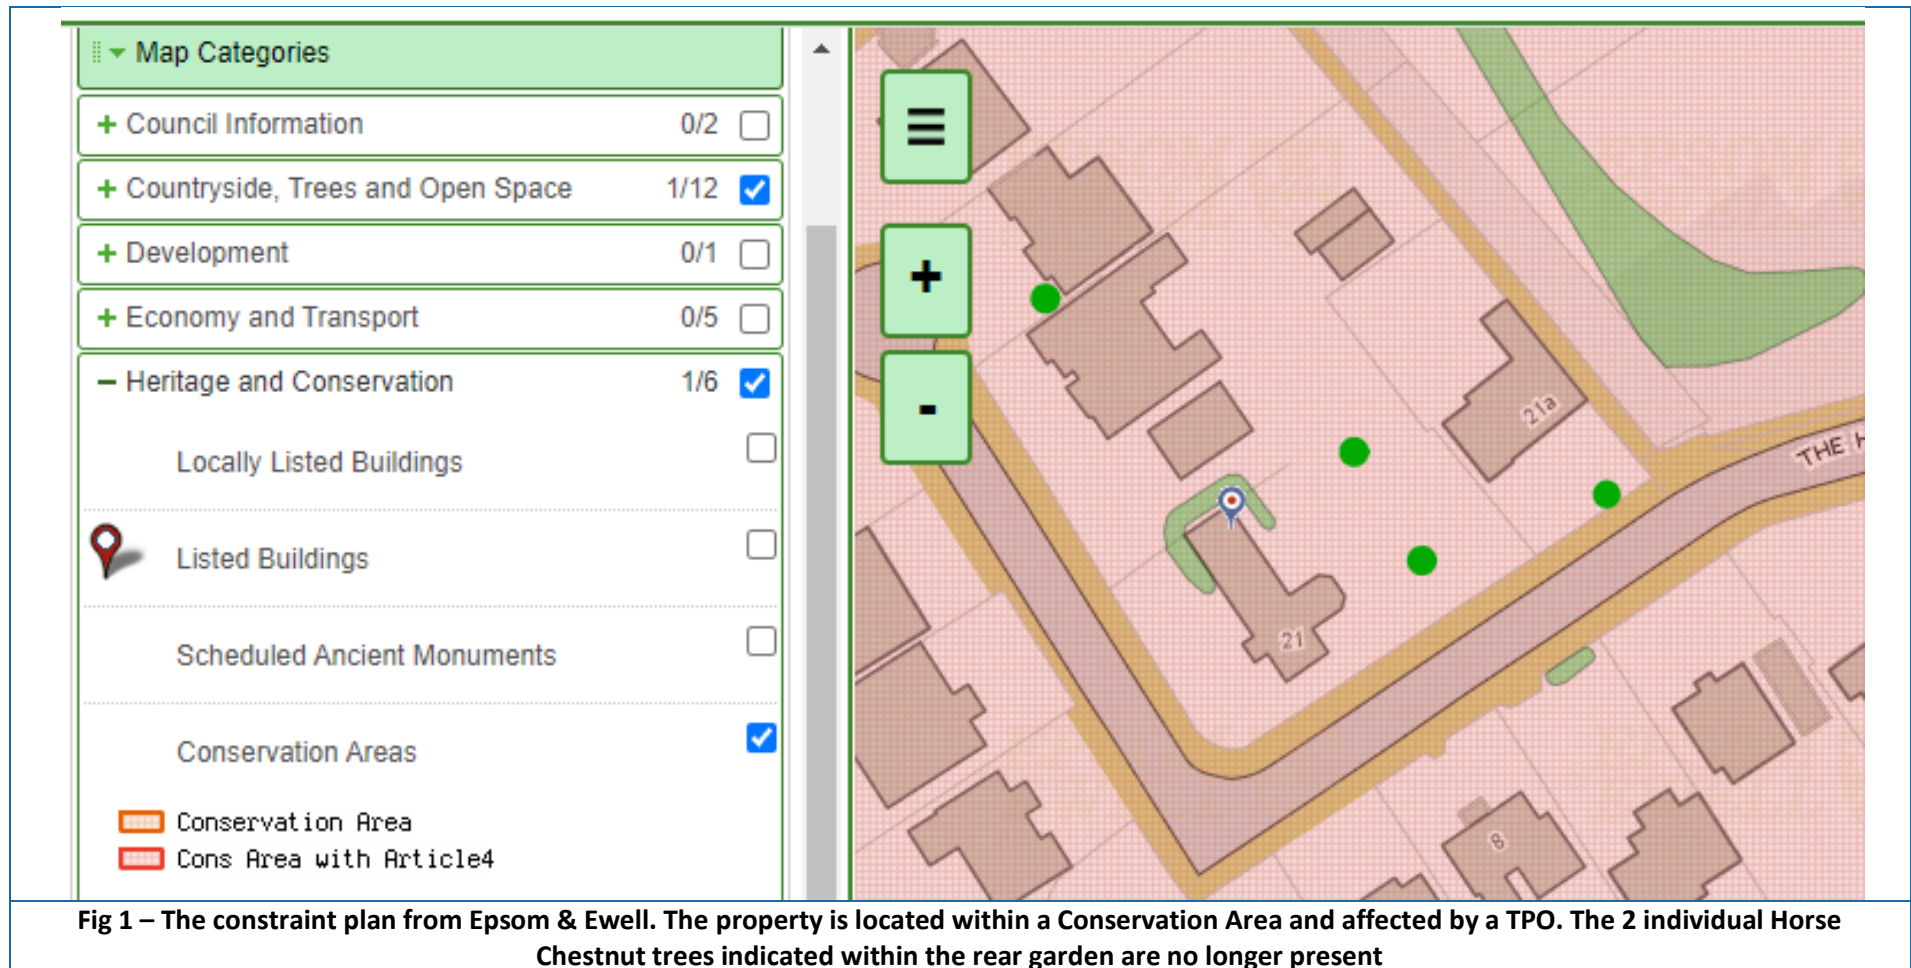 Map Categories
+ Council Information 0/2
+ Countryside, Trees and Open Space 1/12
+ Development 0/1
+ Economy and Transport 0/5
− Heritage and Conservation 1/6
Locally Listed Buildings
Listed Buildings
Scheduled Ancient Monuments
Conservation Areas
Conservation Area
Cons Area with Article4
+
-
21a
THE H
21
8
Fig 1 – The constraint plan from Epsom & Ewell. The property is located within a Conservation Area and affected by a TPO. The 2 individual Horse
Chestnut trees indicated within the rear garden are no longer present